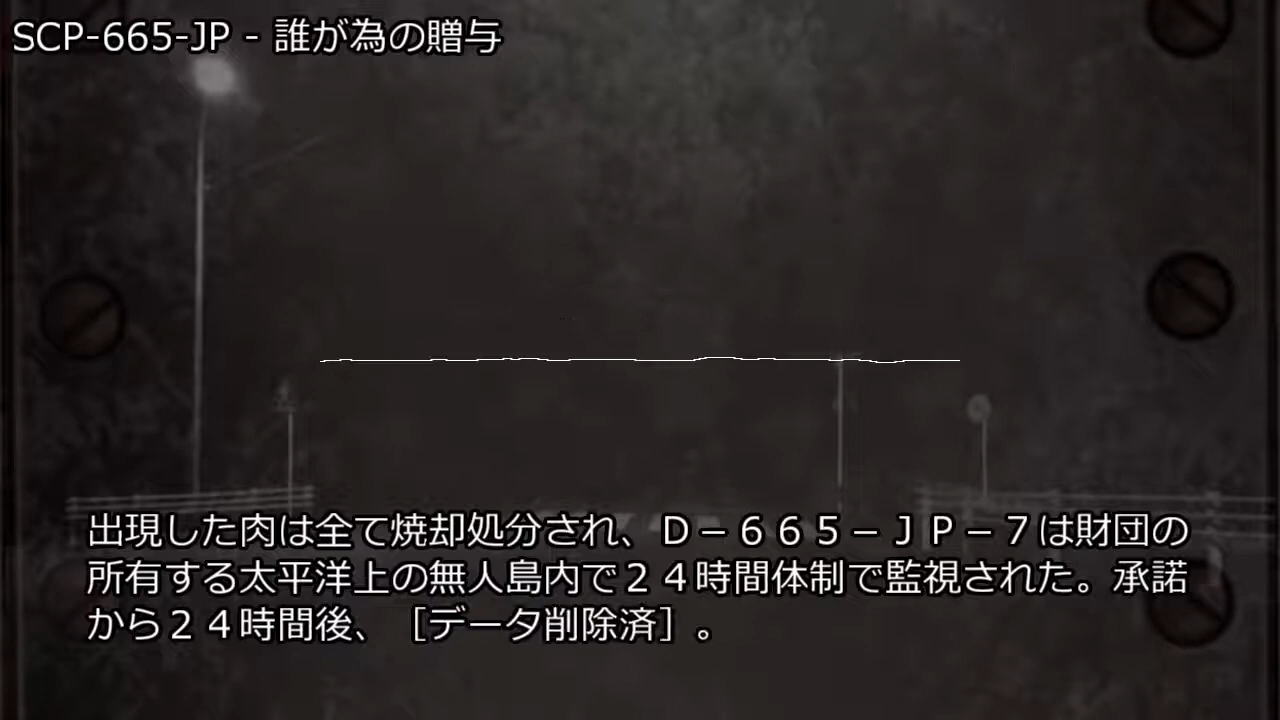 SCP-665-JP - 誰が為の贈与
出現した肉は全て焼却処分され、Ｄ－６６５－ＪＰ－７は財団の
所有する太平洋上の無人島内で２４時間体制で監視された。承諾
から２４時間後、［データ削除済］。